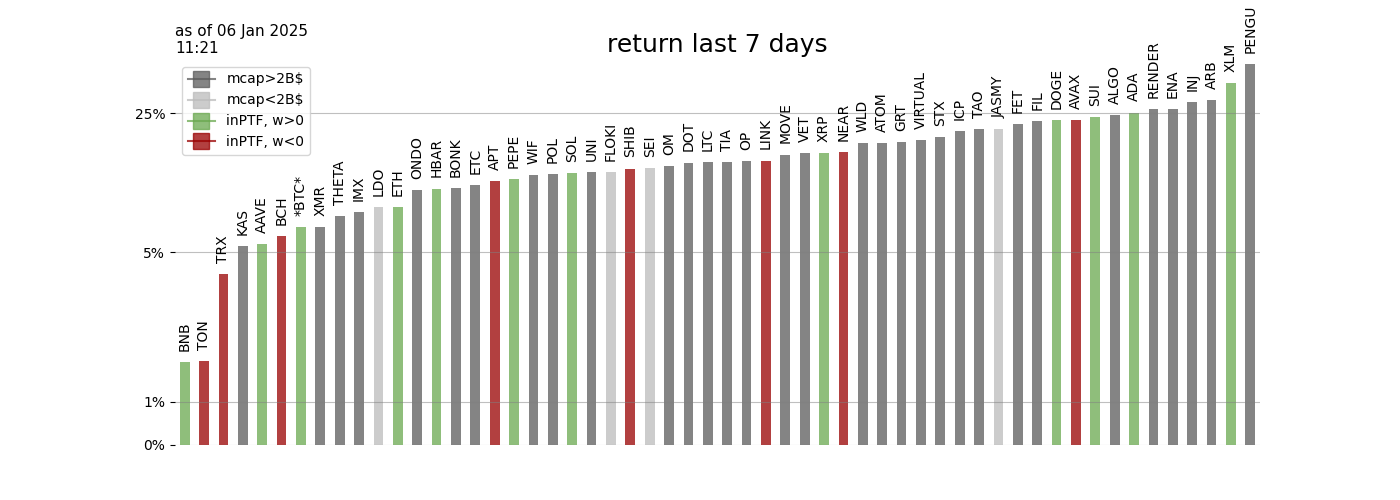 as of 06 Jan 2025
11:21
return last 7 days
mcap>2B$
mcap<2B$
inPTF, w>0
inPTF, w<0
25%
5%
1%
0%
BNB
TON
TRX
KAS
AAVE
BCH
*BTC*
XMR
THETA
IMX
LDO
ETH
ONDO
HBAR
BONK
ETC
APT
PEPE
WIF
POL
SOL
UNI
FLOKI
SHIB
SEI
OM
DOT
LTC
TIA
OP
LINK
MOVE
VET
XRP
NEAR
WLD
ATOM
GRT
VIRTUAL
STX
ICP
TAO
JASMY
FET
FIL
DOGE
AVAX
SUI
ALGO
ADA
RENDER
ENA
INJ
ARB
XLM
PENGU